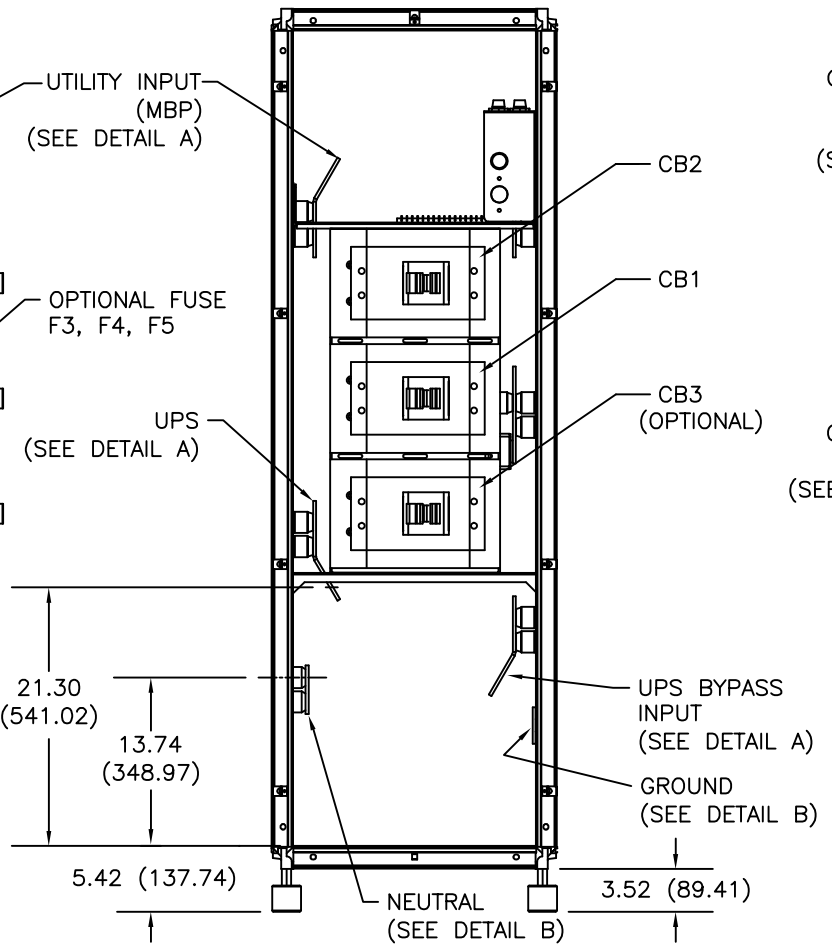 UTILITY INPUT
(MBP)
(SEE DETAIL A)
CB2
CB1
OPTIONAL FUSE
F3, F4, F5
CB3
(OPTIONAL)
UPS
(SEE DETAIL A)
21.30
(541.02)
13.74
(348.97)
UPS BYPASS
INPUT
(SEE DETAIL A)
GROUND
(SEE DETAIL B)
5.42 (137.74)
NEUTRAL
(SEE DETAIL B)
3.52 (89.41)